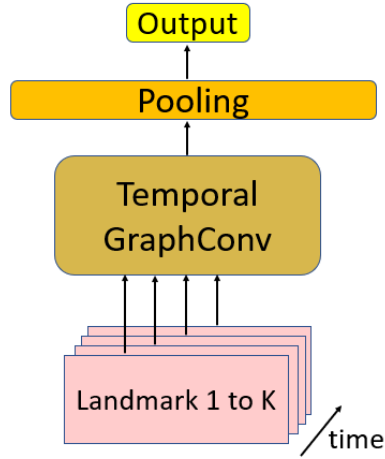 Output
Pooling
Temporal
GraphConv
Landmark 1 to K
time